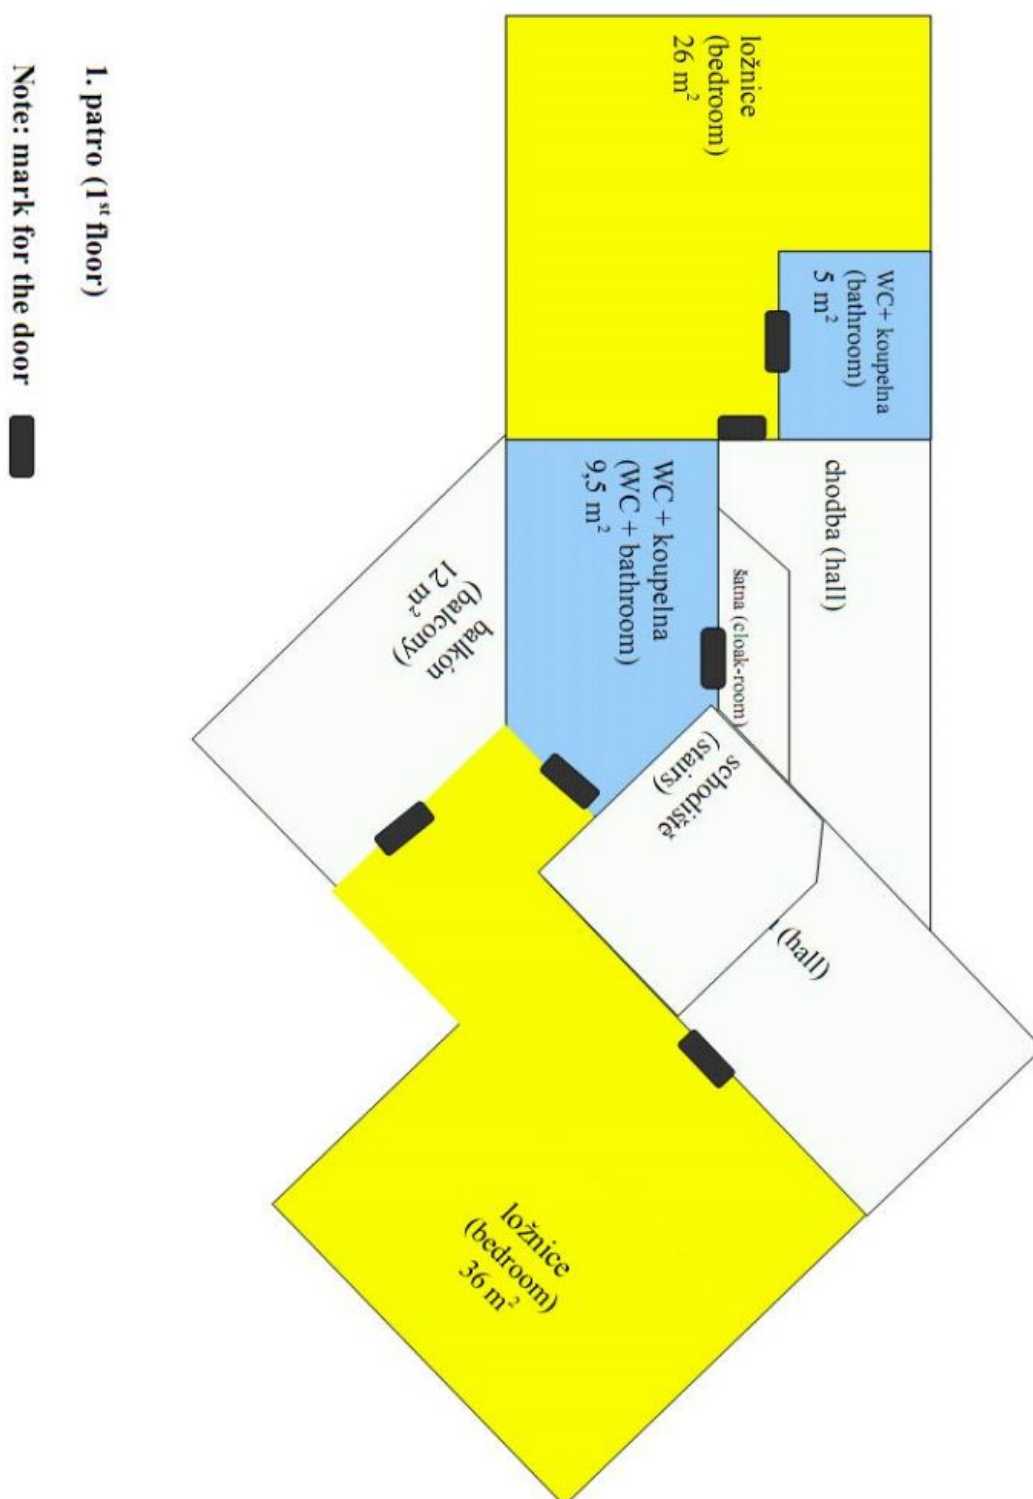 1. patro (1st floor)
Note: mark for the door
ložnice
(bedroom)
26 m²
WC+ koupelna
(bathroom)
5 m²
chodba (hall)
WC + koupelna
(WC + bathroom)
9,5 m²
šatna (cloak-room)
balkón
(balcony)
12 m²
schodiště
(stairs)
(hall)
ložnice
(bedroom)
36 m²